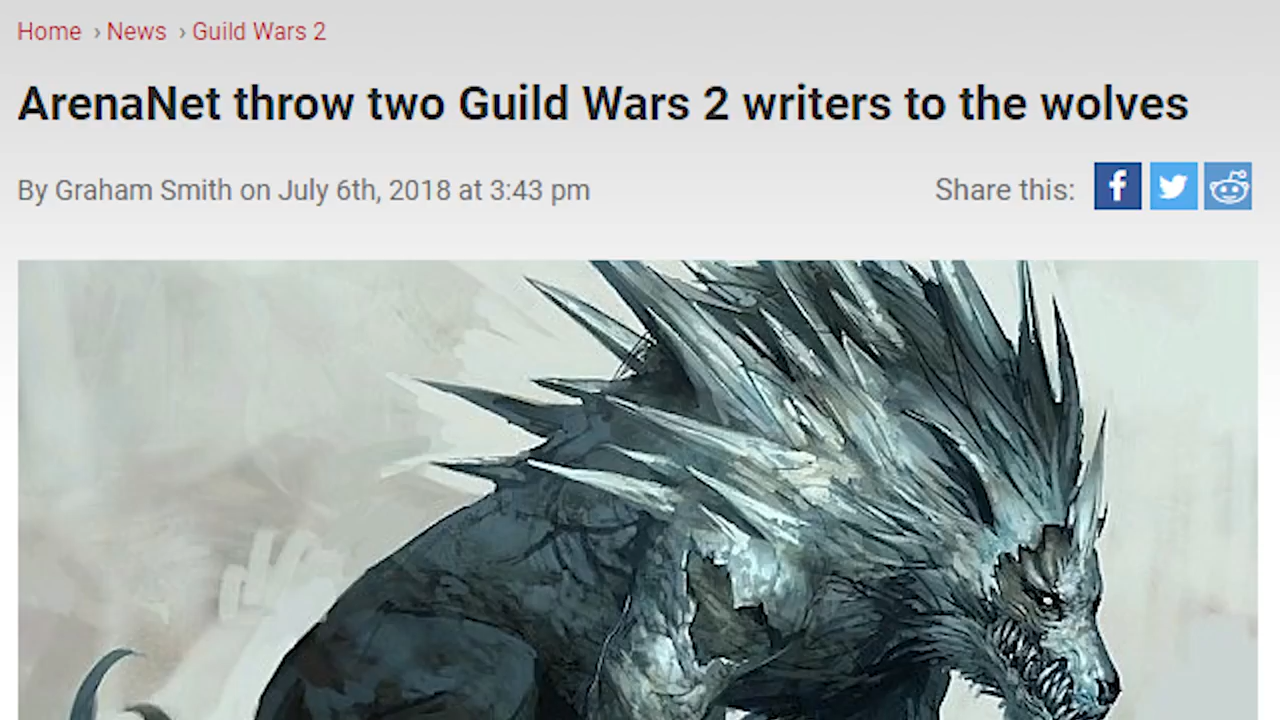 Home › News › Guild Wars 2
ArenaNet throw two Guild Wars 2 writers to the wolves
By Graham Smith on July 6th, 2018 at 3:43 pm Share this: